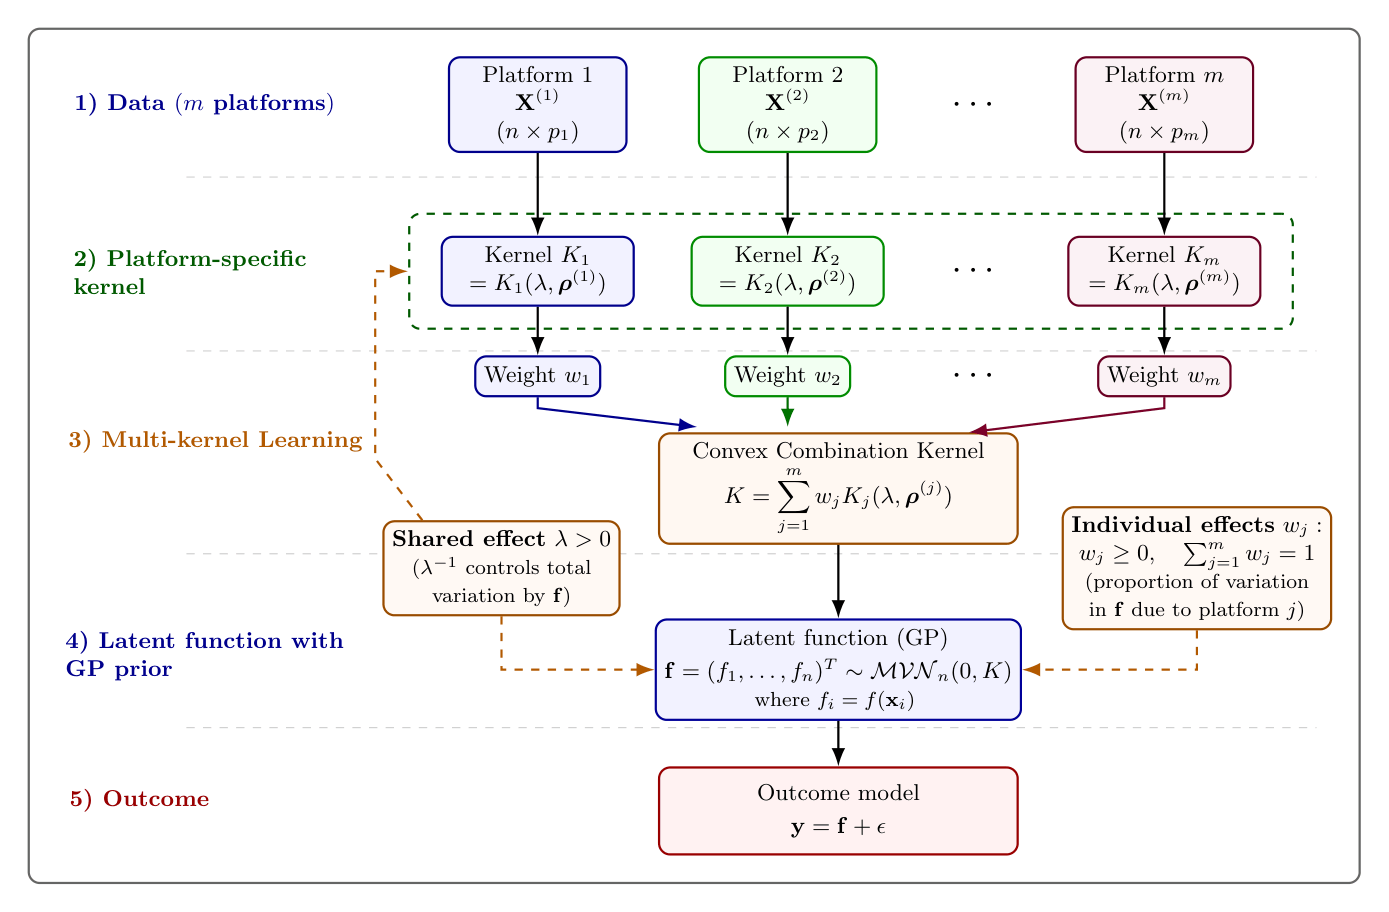 1) Data (m platforms)
Platform 1
X^{(1)}
(n × p_1)
Platform 2
X^{(2)}
(n × p_2)
· · ·
Platform m
X^{(m)}
(n × p_m)
2) Platform-specific
kernel
Kernel K_1
= K_1(λ, ρ^{(1)})
Kernel K_2
= K_2(λ, ρ^{(2)})
· · ·
Kernel K_m
= K_m(λ, ρ^{(m)})
Weight w_1
Weight w_2
· · ·
Weight w_m
3) Multi-kernel Learning
Convex Combination Kernel
K = \sum_{j=1}^{m} w_j K_j(λ, ρ^{(j)})
Shared effect λ > 0
(λ^{-1} controls total
variation by f)
Individual effects w_j :
w_j ≥ 0, \sum_{j=1}^{m} w_j = 1
(proportion of variation
in f due to platform j)
4) Latent function with
GP prior
Latent function (GP)
f = (f_1, . . . , f_n)^T ∼ MVN_n(0, K)
where f_i = f(x_i)
5) Outcome
Outcome model
y = f + ϵ